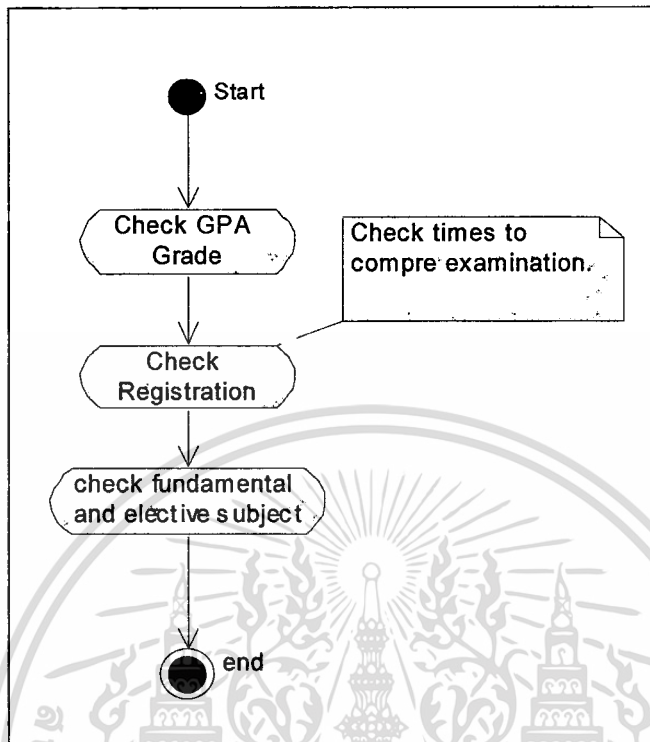 Start
Check GPA
Grade
Check times to
compre examination.
Check
Registration
check fundamental
and elective subject
end